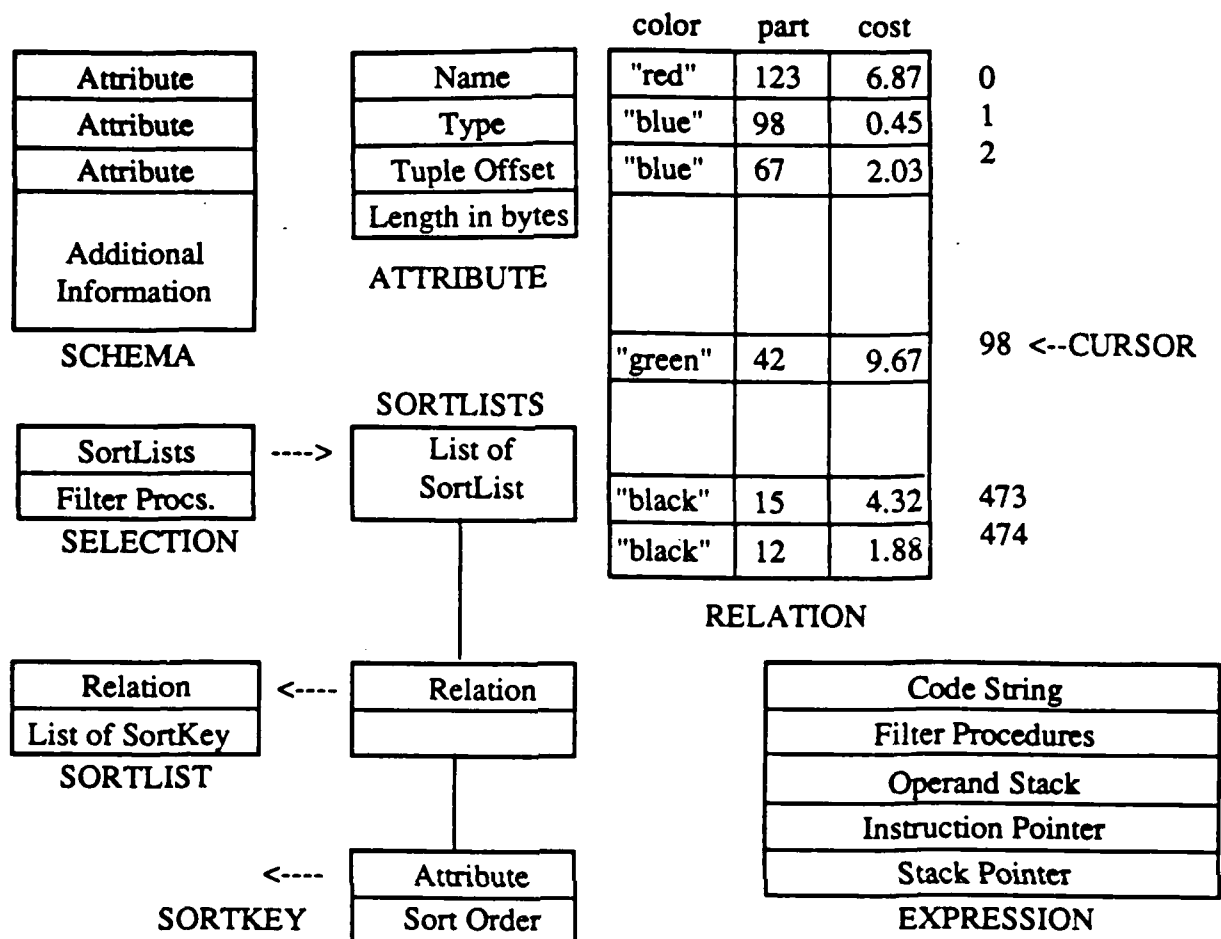 color part cost
Attribute
Attribute
Attribute
Additional
Information
SCHEMA
Name
Type
Tuple Offset
Length in bytes
ATTRIBUTE
"red" 123 6.87 0
"blue" 98 0.45 1
"blue" 67 2.03 2
"green" 42 9.67 98 <--CURSOR
"black" 15 4.32 473
"black" 12 1.88 474
RELATION
SORTLISTS
SortLists ---->
Filter Procs.
SELECTION
List of
SortList
Relation <---- Relation
List of SortKey
SORTLIST
<---- Attribute
SORTKEY Sort Order
Code String
Filter Procedures
Operand Stack
Instruction Pointer
Stack Pointer
EXPRESSION